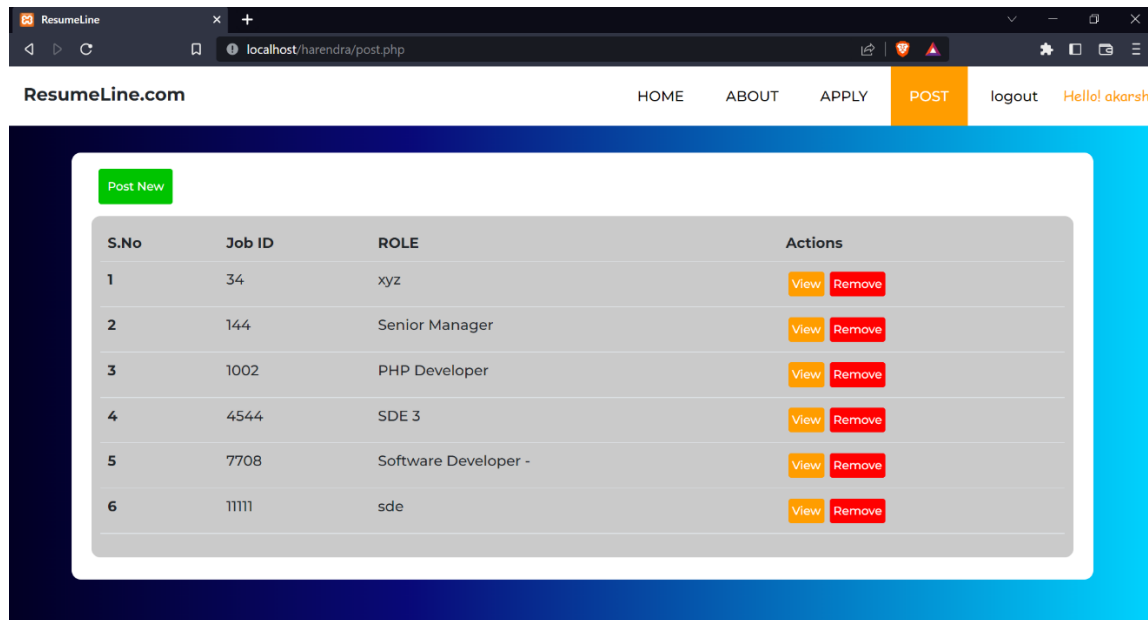 ResumeLine
localhost/harendra/post.php
ResumeLine.com HOME ABOUT APPLY POST logout Hello! akarsh
Post New
S.No Job ID ROLE Actions
1 34 xyz View Remove
2 144 Senior Manager View Remove
3 1002 PHP Developer View Remove
4 4544 SDE 3 View Remove
5 7708 Software Developer - View Remove
6 11111 sde View Remove